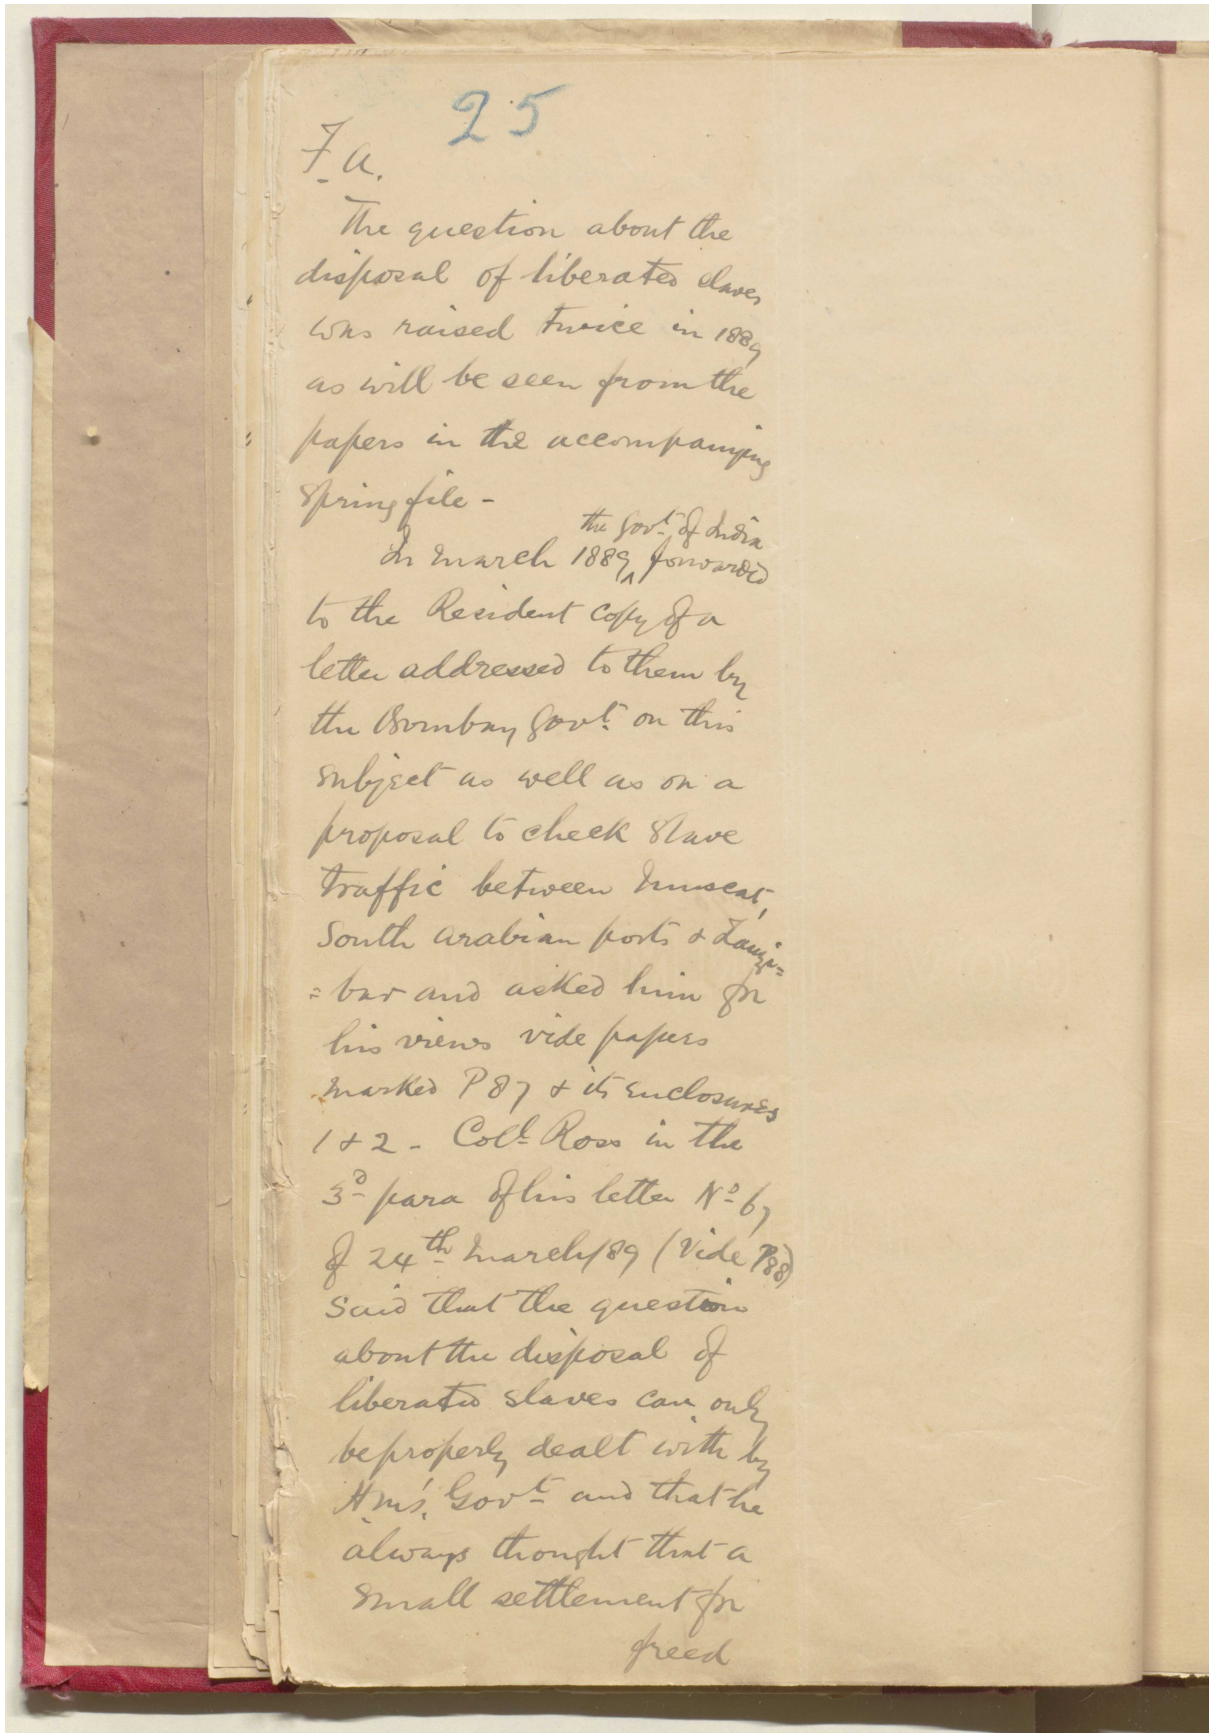 25
F. A.
The question about the
disposal of liberated slaves
was raised twice in 1889
as will be seen from the
papers in the accompanying
Spring file -
the Govt. of India
In March 1889 ^ forwarded
to the Resident copy of a
letter addressed to them by
the Bombay Govt. on this
subject as well as on a
proposal to check Slave
traffic between Muscat,
South Arabian ports & Zanzi=
=bar and asked him for
his views vide papers
marked P 87 & its enclosures
1 & 2 - Coll. Ross in the
3d para of his letter No 67
of 24th March/89 (Vide P88)
said that the question
about the disposal of
liberated slaves can only
be properly dealt with by
H.M's. Govt. and that he
always thought that a
small settlement for
freed